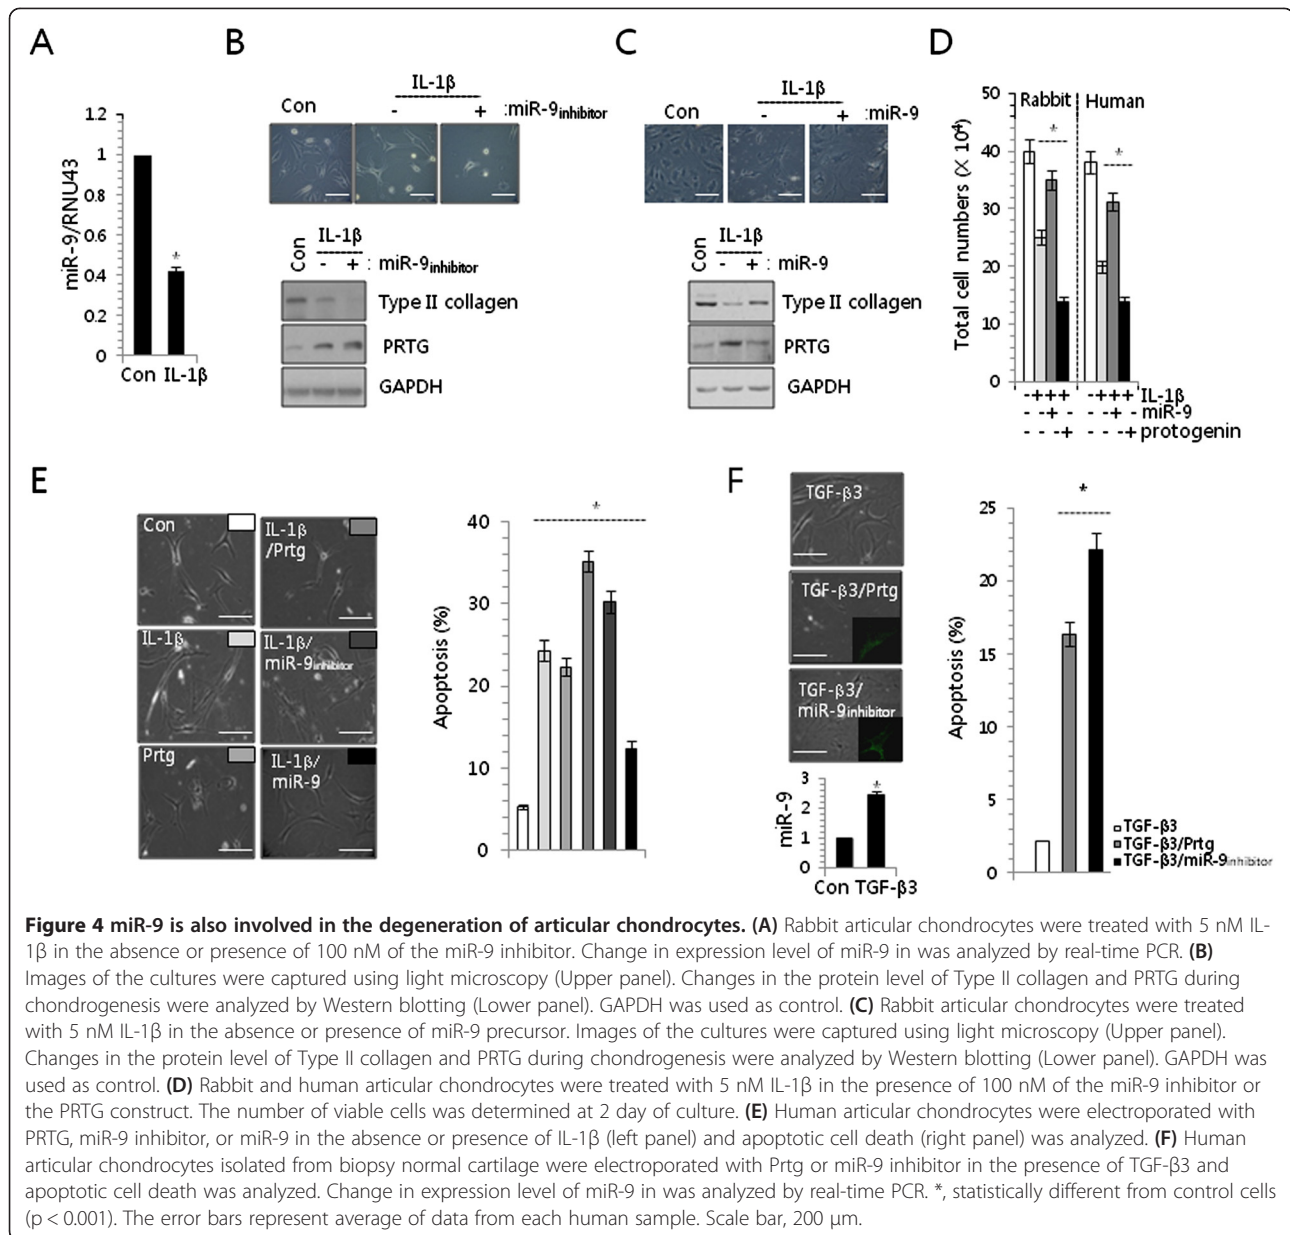 A
B
C
D
1.2
1
0.8
0.6
0.4
0.2
0
miR-9/RNU43
*
Con IL-1β
IL-1β
Con - + :miR-9inhibitor
IL-1β
Con - + : miR-9inhibitor
Type II collagen
PRTG
GAPDH
IL-1β
Con - + :miR-9
IL-1β
Con - + : miR-9
Type II collagen
PRTG
GAPDH
50
40
30
20
10
0
Total cell numbers (X 10⁴)
Rabbit Human
* *
- + + + - + + + IL-1β
- - + - - - + - miR-9
- - - + - - - + protogenin
E
Con
IL-1β
/Prtg
IL-1β
IL-1β/
miR-9inhibitor
Prtg
IL-1β/
miR-9
40
30
20
10
0
Apoptosis (%)
*
F
TGF-β3
TGF-β3/Prtg
TGF-β3/
miR-9inhibitor
3
2
1
0
miR-9
*
Con TGF-β3
25
20
15
10
5
0
Apoptosis (%)
*
TGF-β3
TGF-β3/Prtg
TGF-β3/miR-9inhibitor
Figure 4 miR-9 is also involved in the degeneration of articular chondrocytes. (A) Rabbit articular chondrocytes were treated with 5 nM IL-
1β in the absence or presence of 100 nM of the miR-9 inhibitor. Change in expression level of miR-9 in was analyzed by real-time PCR. (B)
Images of the cultures were captured using light microscopy (Upper panel). Changes in the protein level of Type II collagen and PRTG during
chondrogenesis were analyzed by Western blotting (Lower panel). GAPDH was used as control. (C) Rabbit articular chondrocytes were treated
with 5 nM IL-1β in the absence or presence of miR-9 precursor. Images of the cultures were captured using light microscopy (Upper panel).
Changes in the protein level of Type II collagen and PRTG during chondrogenesis were analyzed by Western blotting (Lower panel). GAPDH was
used as control. (D) Rabbit and human articular chondrocytes were treated with 5 nM IL-1β in the presence of 100 nM of the miR-9 inhibitor or
the PRTG construct. The number of viable cells was determined at 2 day of culture. (E) Human articular chondrocytes were electroporated with
PRTG, miR-9 inhibitor, or miR-9 in the absence or presence of IL-1β (left panel) and apoptotic cell death (right panel) was analyzed. (F) Human
articular chondrocytes isolated from biopsy normal cartilage were electroporated with Prtg or miR-9 inhibitor in the presence of TGF-β3 and
apoptotic cell death was analyzed. Change in expression level of miR-9 in was analyzed by real-time PCR. *, statistically different from control cells
(p < 0.001). The error bars represent average of data from each human sample. Scale bar, 200 μm.